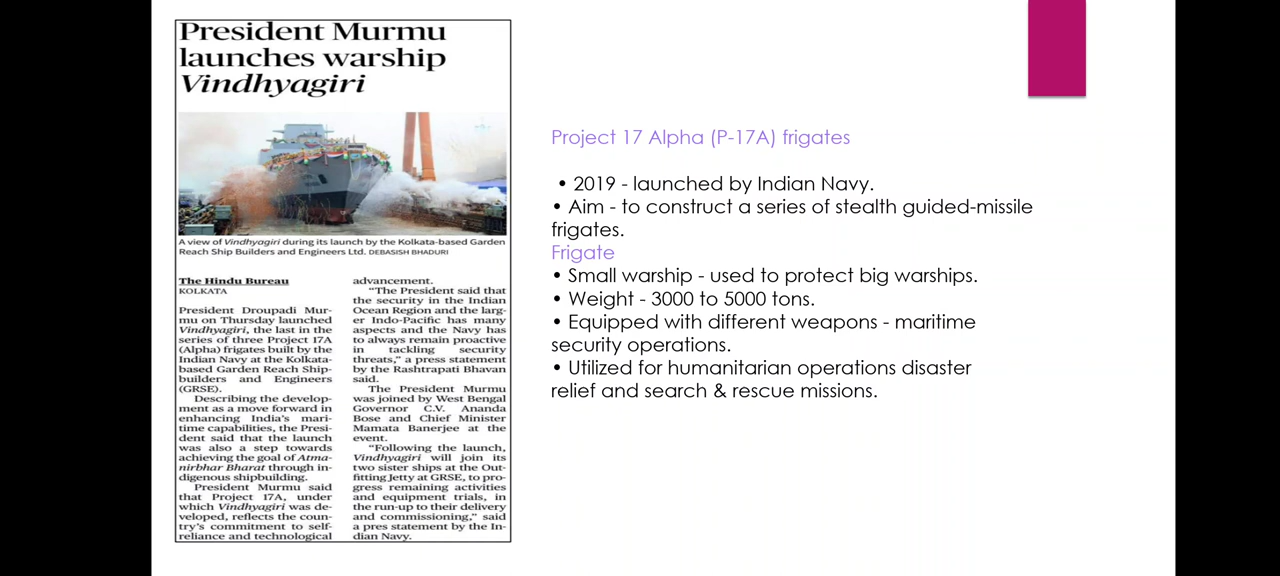 President Murmu
launches warship
Vindhyagiri
A view of Vindhyagiri during its launch by the Kolkata-based Garden
Reach Ship Builders and Engineers Ltd. DEBASISH BHADURI
The Hindu Bureau
KOLKATA
President Droupadi Mur-
mu on Thursday launched
Vindhyagiri, the last in the
series of three Project 17A
(Alpha) frigates built by the
Indian Navy at the Kolkata-
based Garden Reach Ship-
builders and Engineers
(GRSE).
Describing the develop-
ment as a move forward in
enhancing India's mari-
time capabilities, the Presi-
dent said that the launch
was also a step towards
achieving the goal of Atma-
nirbhar Bharat through in-
digenous shipbuilding.
President Murmu said
that Project 17A, under
which Vindhyagiri was de-
veloped, reflects the coun-
try's commitment to self-
reliance and technological
advancement.
"The President said that
the security in the Indian
Ocean Region and the larg-
er Indo-Pacific has many
aspects and the Navy has
to always remain proactive
in tackling security
threats," a press statement
by the Rashtrapati Bhavan
said.
The President Murmu
was joined by West Bengal
Governor C.V. Ananda
Bose and Chief Minister
Mamata Banerjee at the
event.
"Following the launch,
Vindhyagiri will join its
two sister ships at the Out-
fitting Jetty at GRSE, to pro-
gress remaining activities
and equipment trials, in
the run-up to their delivery
and commissioning," said
a pres statement by the In-
dian Navy.
Project 17 Alpha (P-17A) frigates
• 2019 - launched by Indian Navy.
• Aim - to construct a series of stealth guided-missile
frigates.
Frigate
• Small warship - used to protect big warships.
• Weight - 3000 to 5000 tons.
• Equipped with different weapons - maritime
security operations.
• Utilized for humanitarian operations disaster
relief and search & rescue missions.